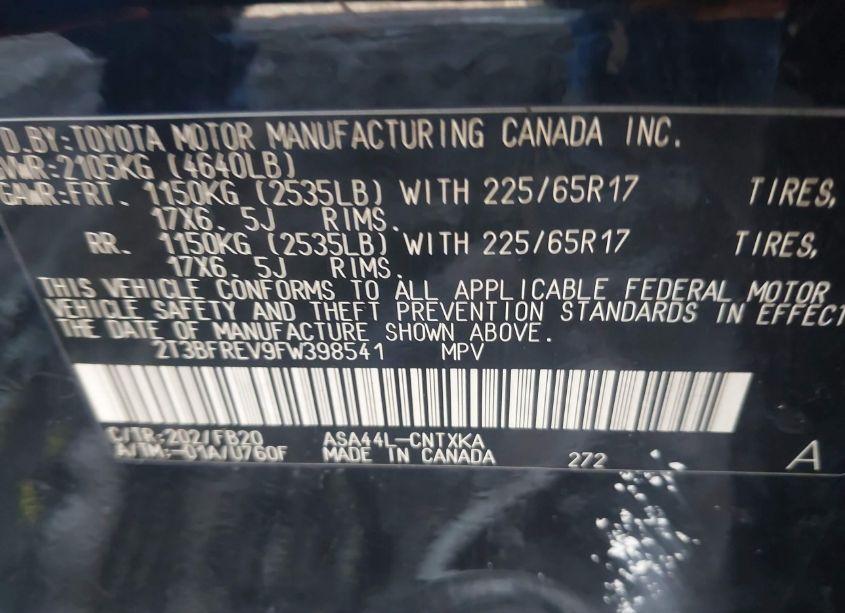 D.BY:TOYOTA MOTOR MANUFACTURING CANADA INC.
VWR:2105KG (4640LB)
GAWR:FRT. 1150KG (2535LB) WITH 225/65R17 TIRES,
17X6.5J RIMS.
RR. 1150KG (2535LB) WITH 225/65R17 TIRES,
17X6.5J RIMS.
THIS VEHICLE CONFORMS TO ALL APPLICABLE FEDERAL MOTOR
VEHICLE SAFETY AND THEFT PREVENTION STANDARDS IN EFFECT
THE DATE OF MANUFACTURE SHOWN ABOVE.
2T3BFREV9FW398541 MPV
C/TR:202/FB20 ASA44L-CNTXKA
A/TM:-01A/U760F MADE IN CANADA 272 A